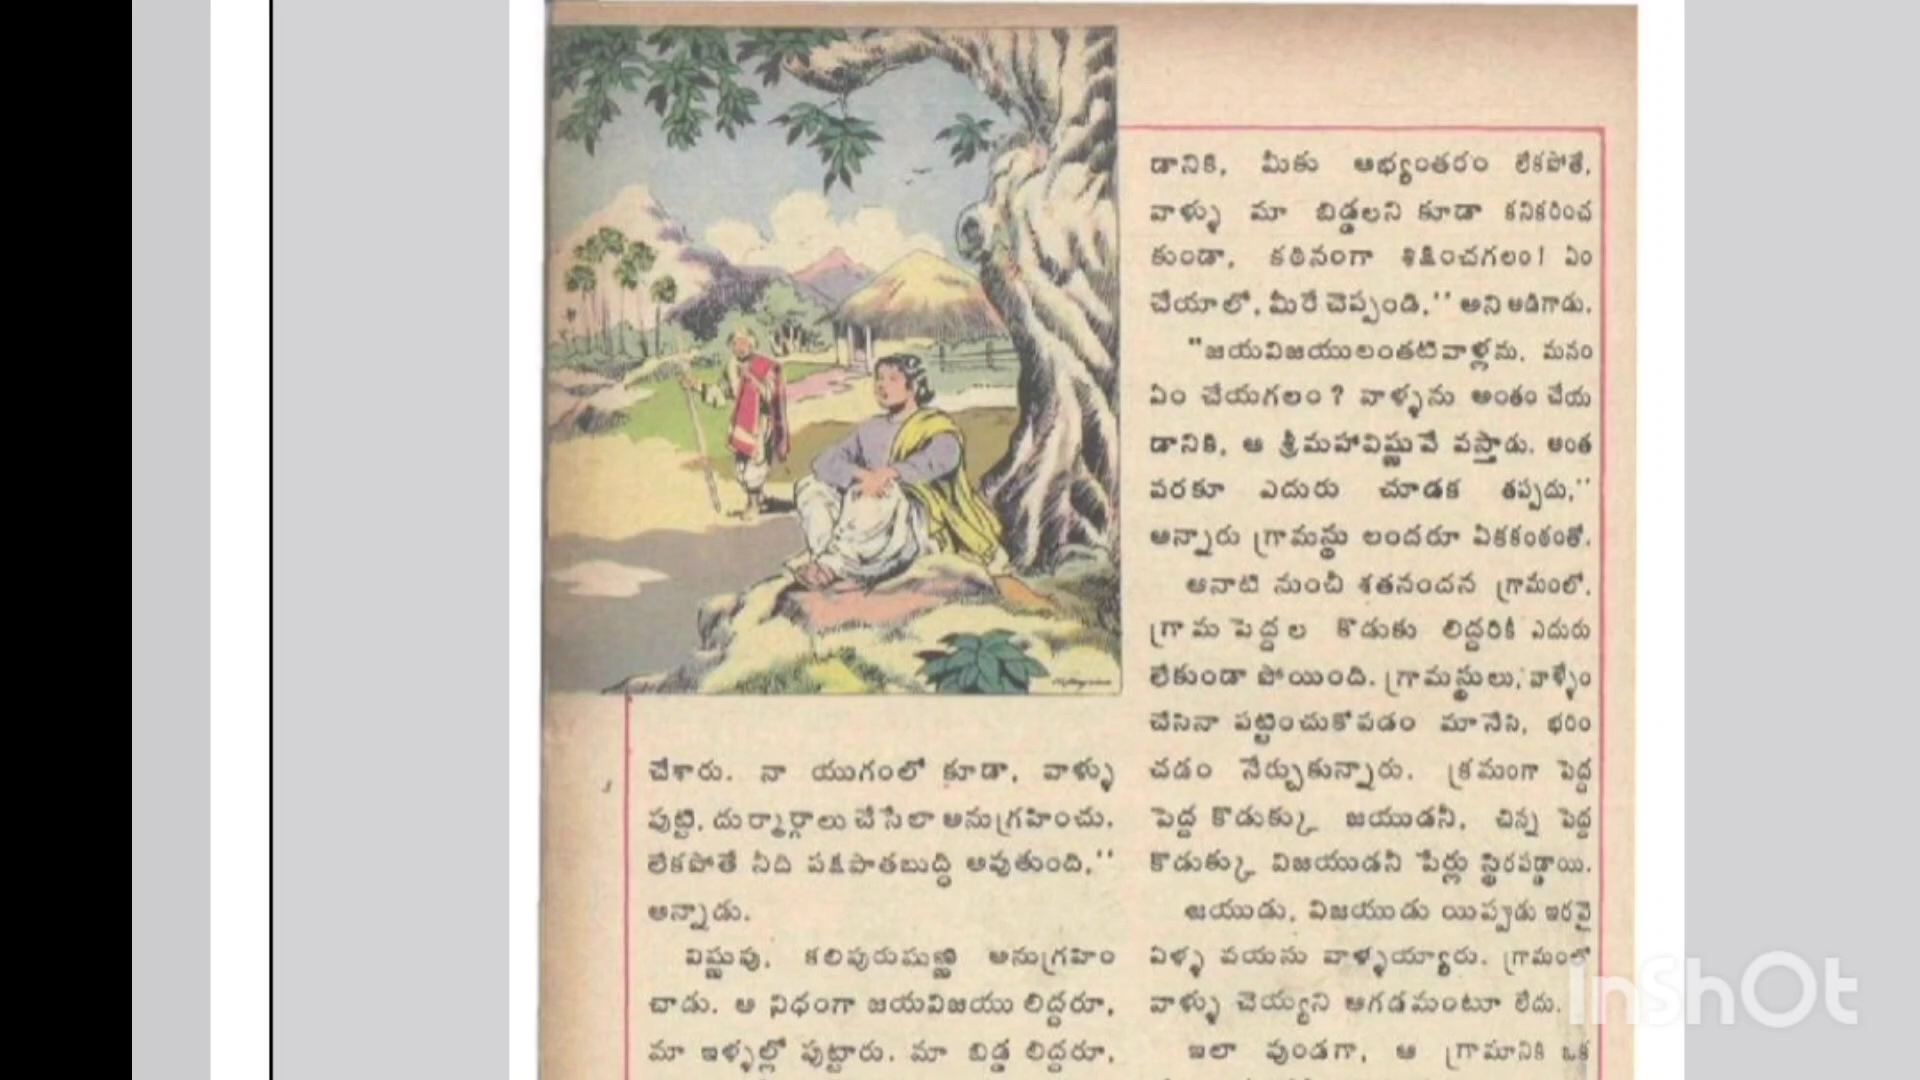 చేశారు. నా యుగంలో కూడా, వాళ్ళు
పుట్టి, దుర్మార్గాలు చేసేలా అనుగ్రహించు.
లేకపోతే నీది పక్షపాతబుద్ధి అవుతుంది,''
అన్నాడు.
విష్ణువు, కలిపురుషుణ్ణి అనుగ్రహిం
చాడు. ఆ విధంగా జయవిజయు లిద్దరూ,
మా ఇళ్ళల్లో పుట్టారు. మా బిడ్డ లిద్దరూ,
డానికి, మీకు అభ్యంతరం లేకపోతే,
వాళ్ళు మా బిడ్డలని కూడా కనికరించ
కుండా, కఠినంగా శిక్షించగలం! ఏం
చేయాలో, మీరే చెప్పండి,'' అని అడిగాడు.
"జయవిజయులంతటివాళ్లను, మనం
ఏం చేయగలం? వాళ్ళను అంతం చేయ
డానికి, ఆ శ్రీమహావిష్ణువే వస్తాడు. అంత
వరకూ ఎదురు చూడక తప్పదు,''
అన్నారు గ్రామస్థు లందరూ ఏకకంఠంతో.
ఆనాటి నుంచీ శతనందన గ్రామంలో,
గ్రామ పెద్దల కొడుకు లిద్దరికీ ఎదురు
లేకుండా పోయింది. గ్రామస్థులు, వాళ్ళేం
చేసినా పట్టించుకోవడం మానేసి, భరిం
చడం నేర్చుకున్నారు. క్రమంగా పెద్ద
పెద్ద కొడుక్కు జయుడనీ, చిన్న పెద్ద
కొడుక్కు విజయుడనీ పేర్లు స్థిరపడ్డాయి.
జయుడు, విజయుడు యిప్పుడు ఇరవై
ఏళ్ళ వయసు వాళ్ళయ్యారు. గ్రామంలో
వాళ్ళు చెయ్యని ఆగడమంటూ లేదు.
ఇలా వుండగా, ఆ గ్రామానికి ఒక
InShOt